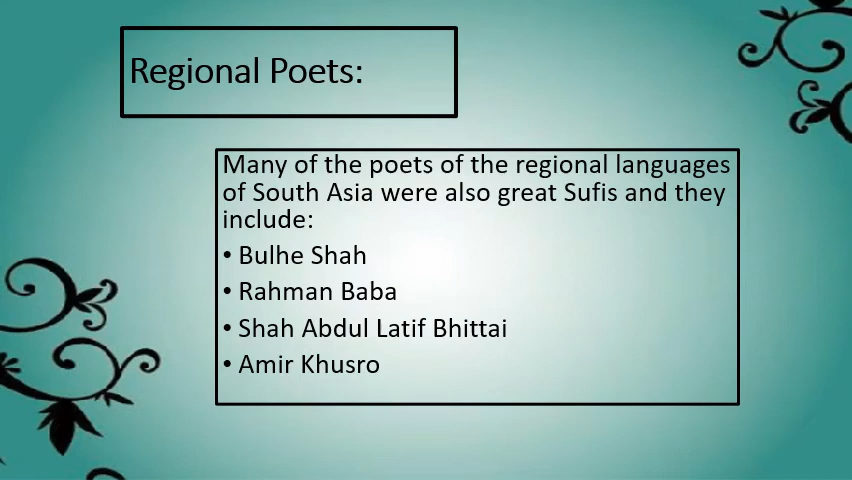 Regional Poets:
Many of the poets of the regional languages
of South Asia were also great Sufis and they
include:
• Bulhe Shah
• Rahman Baba
• Shah Abdul Latif Bhittai
• Amir Khusro